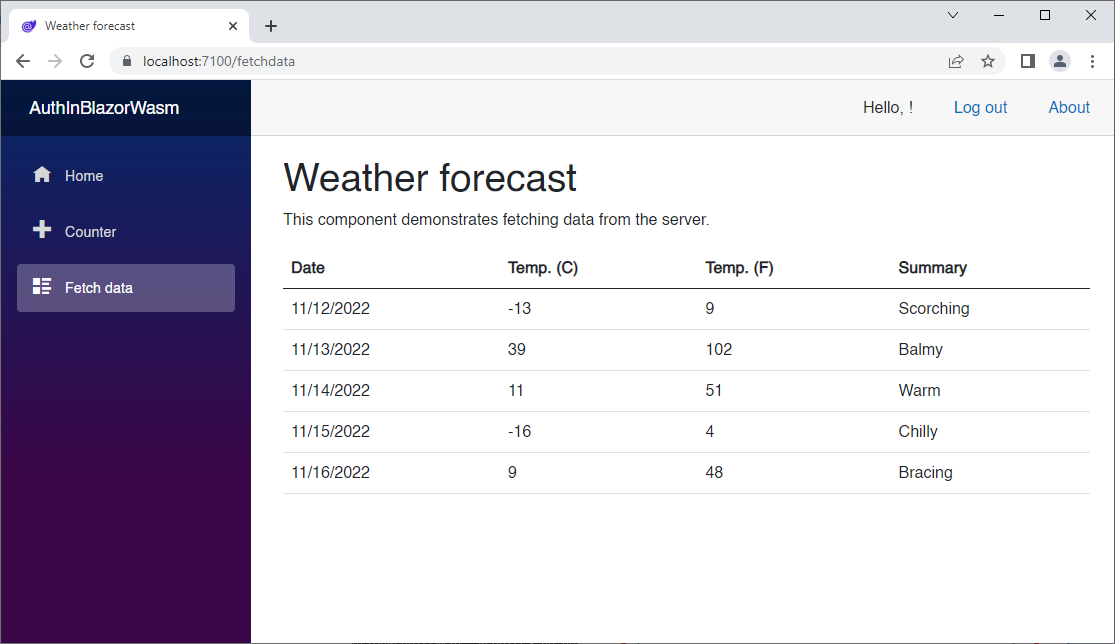 Weather forecast
localhost:7100/fetchdata
AuthInBlazorWasm
Hello, ! Log out About
Home
Counter
Fetch data
Weather forecast
This component demonstrates fetching data from the server.
Date Temp. (C) Temp. (F) Summary
11/12/2022 -13 9 Scorching
11/13/2022 39 102 Balmy
11/14/2022 11 51 Warm
11/15/2022 -16 4 Chilly
11/16/2022 9 48 Bracing